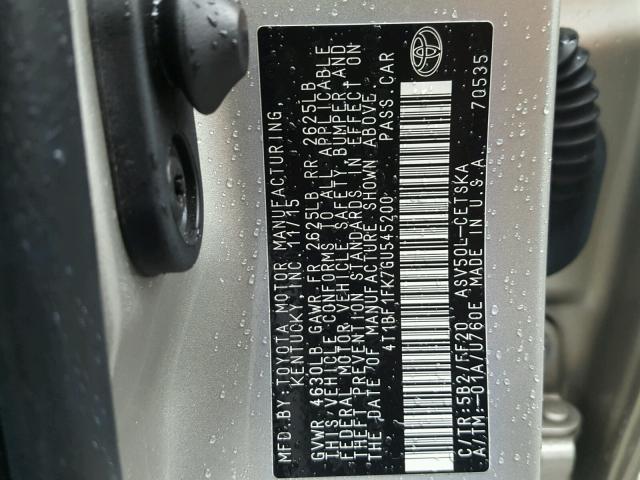 MFD.BY:TOYOTA MOTOR MANUFACTURING,
KENTUCKY, INC. 11/15
GVWR 4630LB GAWR FR 2625LB RR 2625LB
THIS VEHICLE CONFORMS TO ALL APPLICABLE
FEDERAL MOTOR VEHICLE SAFETY, BUMPER, AND
THEFT PREVENTION STANDARDS IN EFFECT ON
THE DATE OF MANUFACTURE SHOWN ABOVE.
4T1BF1FK7GU545200 PASS.CAR
C/TR:5B2/FF20 ASV50L-CETSKA
A/TM:-01A/U760E MADE IN U.S.A. 7Q535